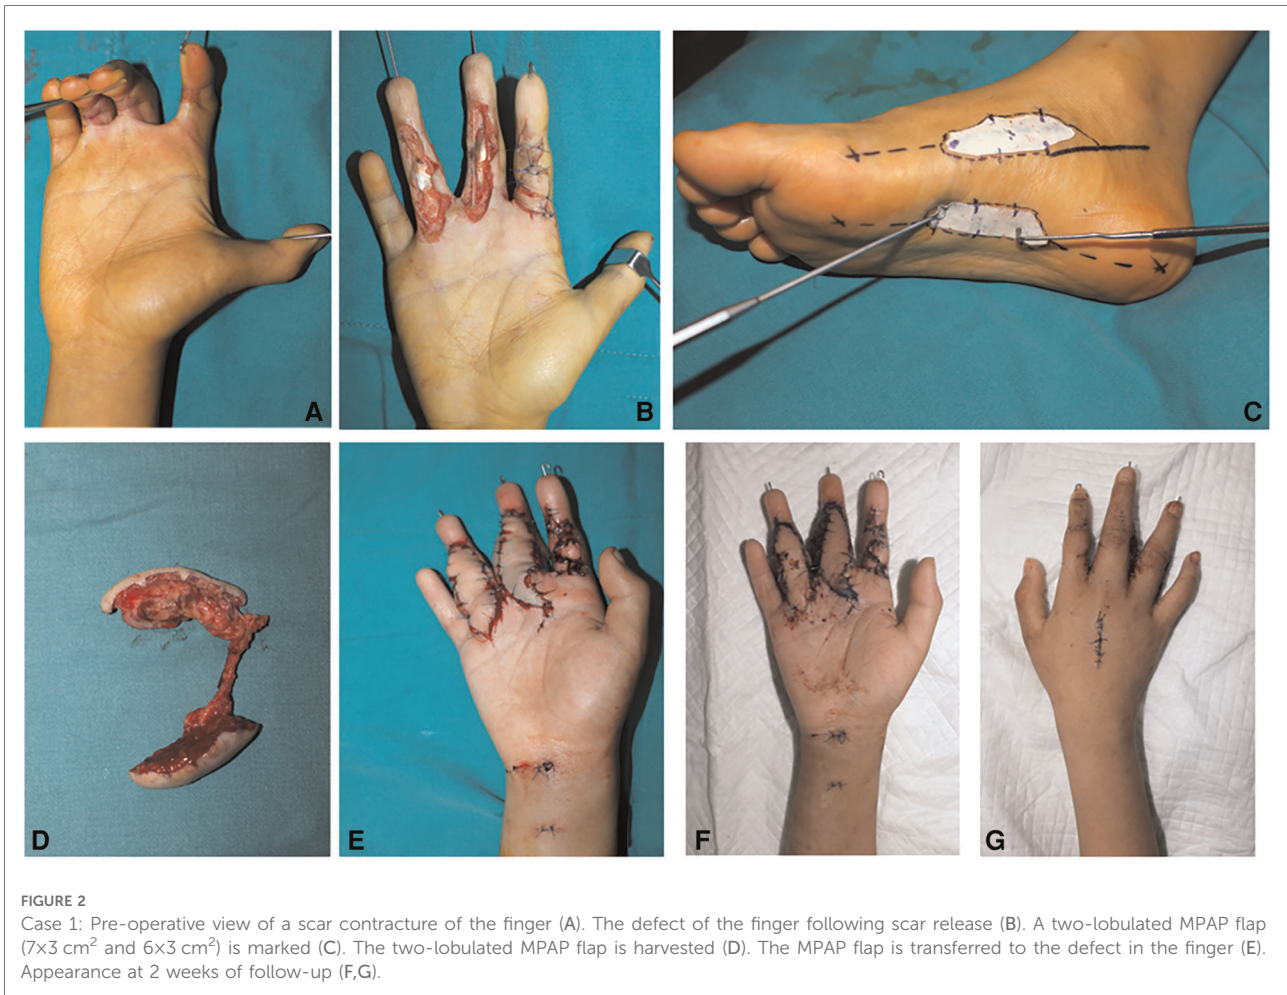 A
B
C
D
E
F
G
FIGURE 2
Case 1: Pre-operative view of a scar contracture of the finger (A). The defect of the finger following scar release (B). A two-lobulated MPAP flap
(7×3 cm² and 6×3 cm²) is marked (C). The two-lobulated MPAP flap is harvested (D). The MPAP flap is transferred to the defect in the finger (E).
Appearance at 2 weeks of follow-up (F,G).